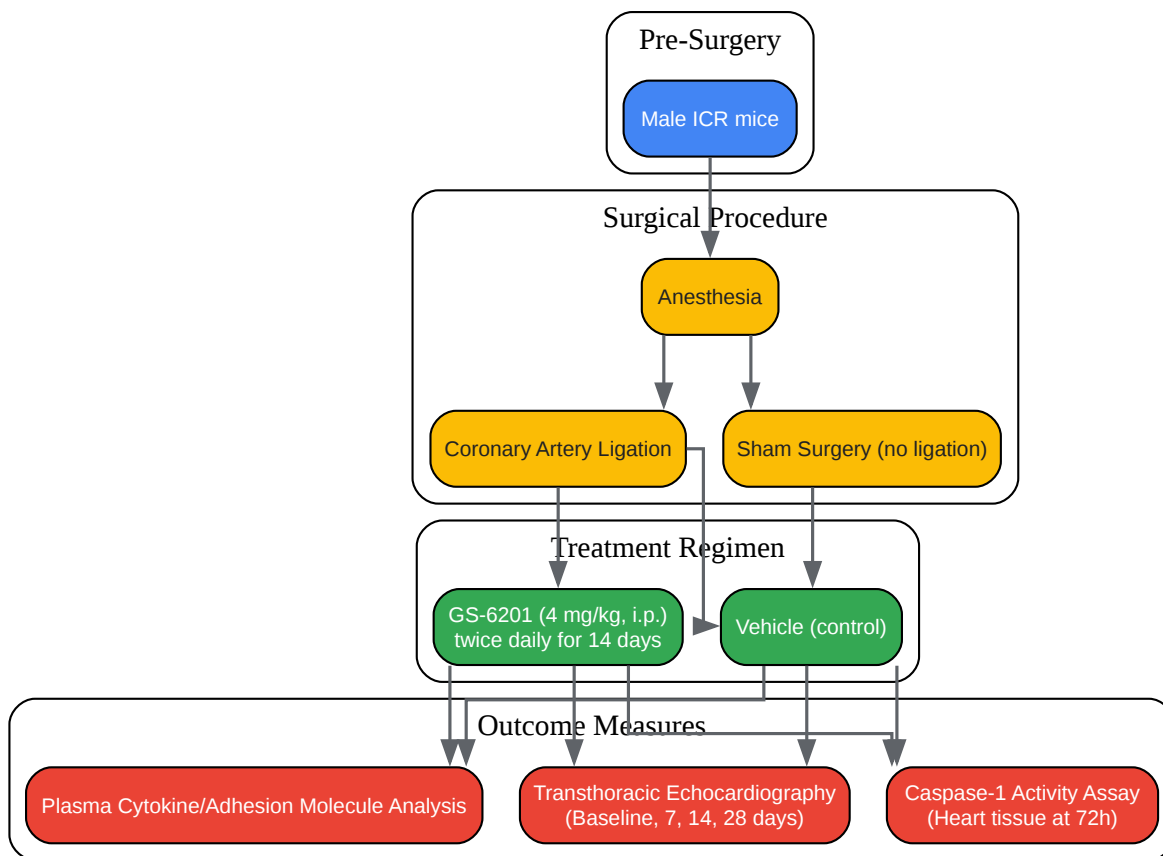 Pre-Surgery
Male ICR mice
Surgical Procedure
Anesthesia
Coronary Artery Ligation
Sham Surgery (no ligation)
Treatment Regimen
GS-6201 (4 mg/kg, i.p.)
twice daily for 14 days
Vehicle (control)
Outcome Measures
Plasma Cytokine/Adhesion Molecule Analysis
Transthoracic Echocardiography
(Baseline, 7, 14, 28 days)
Caspase-1 Activity Assay
(Heart tissue at 72h)